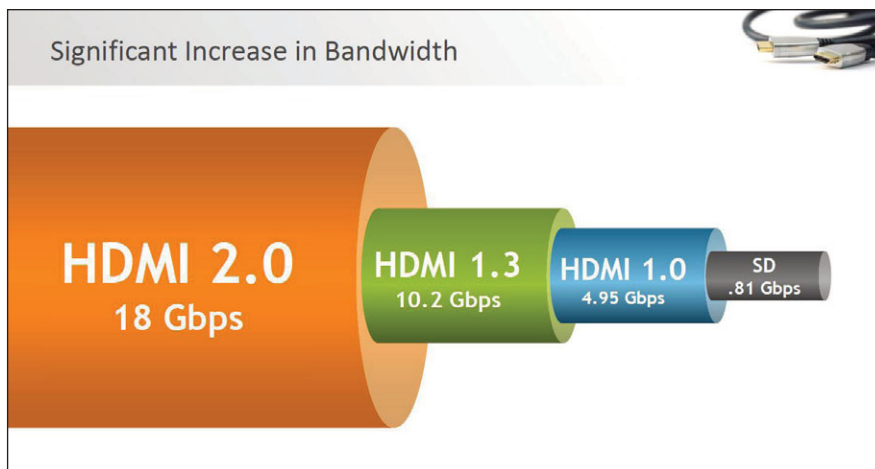 Significant Increase in Bandwidth
HDMI 2.0
18 Gbps
HDMI 1.3
10.2 Gbps
HDMI 1.0
4.95 Gbps
SD
.81 Gbps